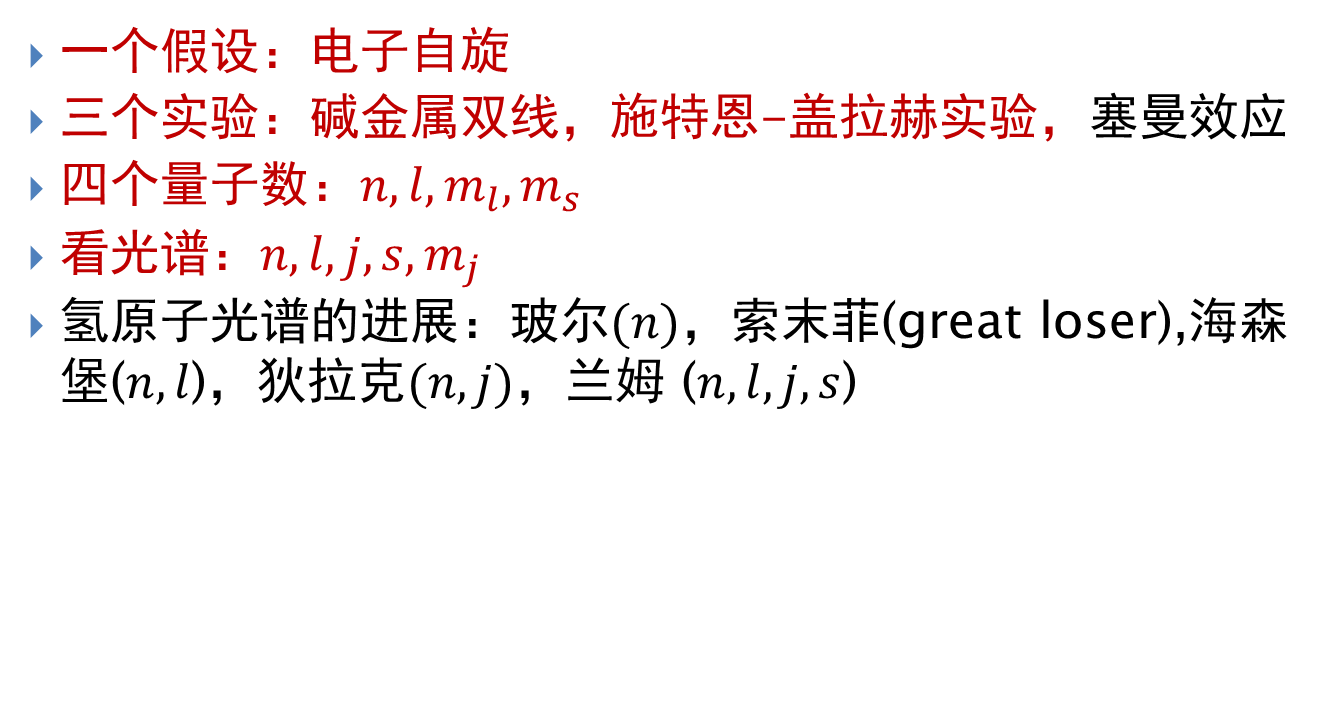 一个假设：电子自旋
三个实验：碱金属双线，施特恩-盖拉赫实验，塞曼效应
四个量子数：n, l, mₗ, mₛ
看光谱：n, l, j, s, mⱼ
氢原子光谱的进展：玻尔(n)，索末菲(great loser),海森
堡(n, l)，狄拉克(n, j)，兰姆 (n, l, j, s)